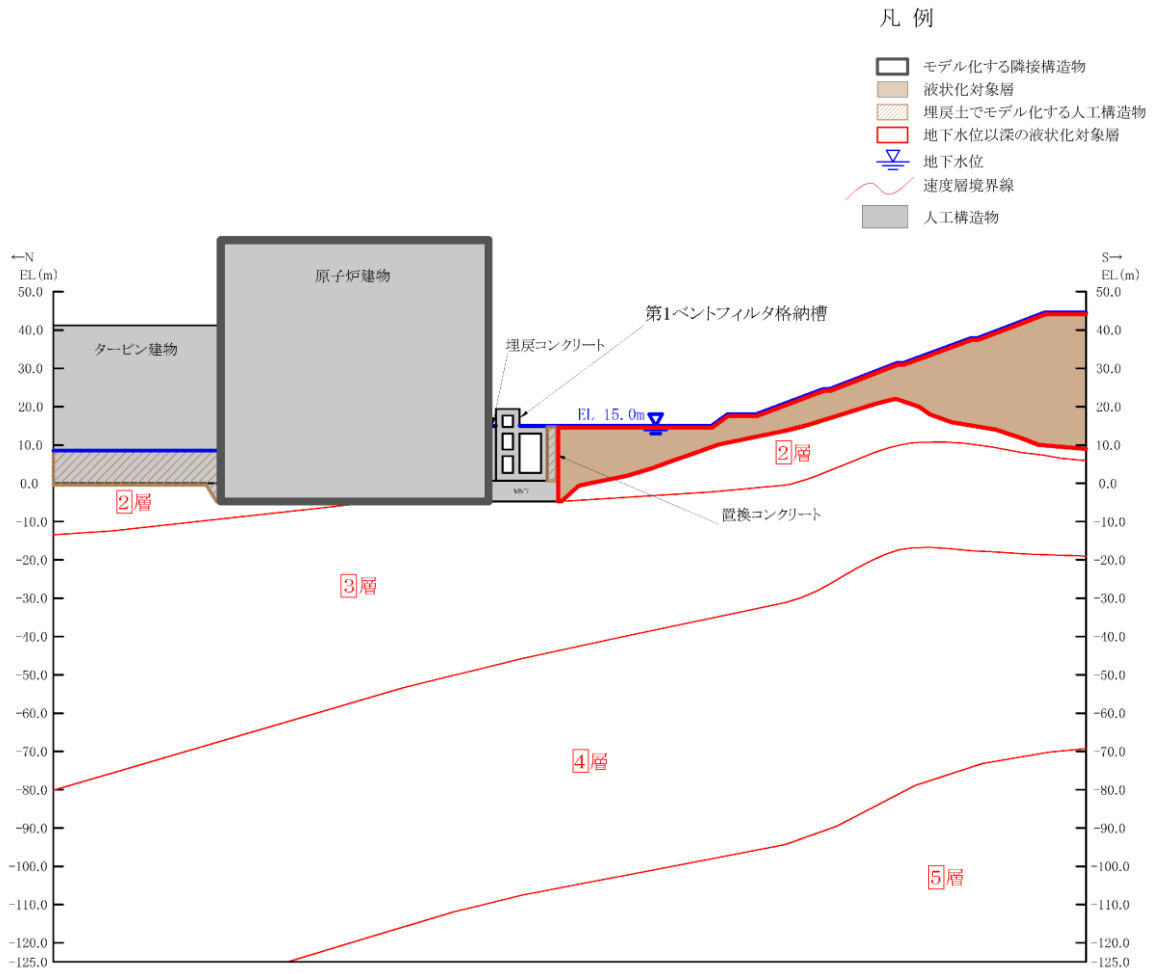 凡 例
モデル化する隣接構造物
液状化対象層
埋戻土でモデル化する人工構造物
地下水位以深の液状化対象層
地下水位
速度層境界線
人工構造物
←N
EL(m)
S→
EL(m)
50.0
40.0
30.0
20.0
10.0
0.0
-10.0
-20.0
-30.0
-40.0
-50.0
-60.0
-70.0
-80.0
-90.0
-100.0
-110.0
-120.0
-125.0
タービン建物
原子炉建物
埋戻コンクリート
第1ベントフィルタ格納槽
EL 15.0m
置換コンクリート
MMR
2層
2層
3層
4層
5層
50.0
40.0
30.0
20.0
10.0
0.0
-10.0
-20.0
-30.0
-40.0
-50.0
-60.0
-70.0
-80.0
-90.0
-100.0
-110.0
-120.0
-125.0